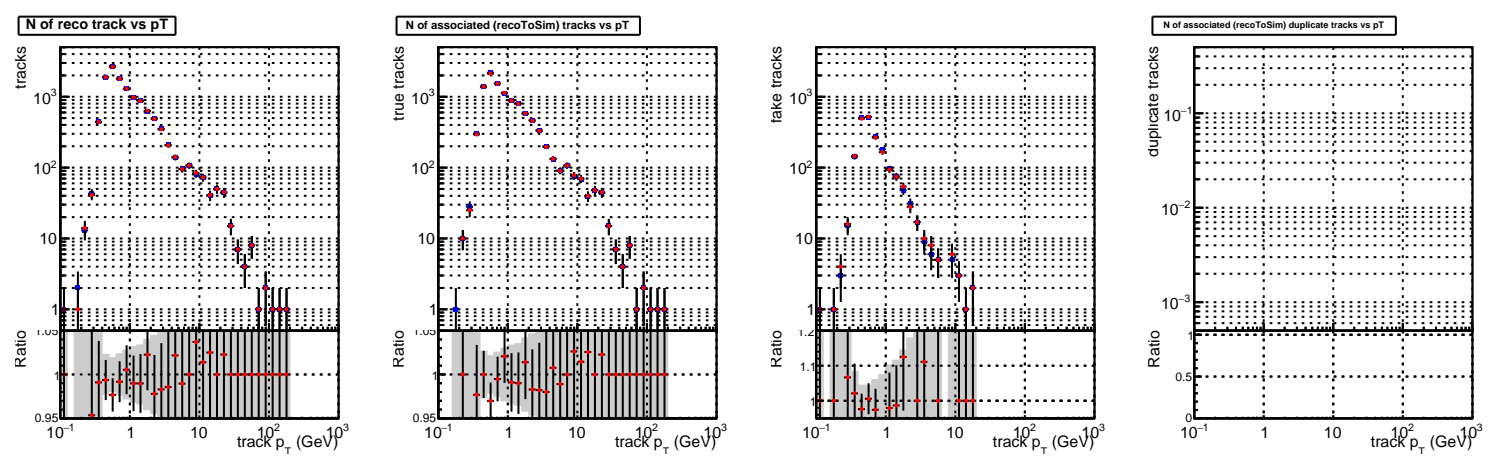 N of reco track vs pT
tracks
10³
10²
10
1
Ratio
1.05
1
0.95
10⁻¹ 1 10 10² 10³
track p_T (GeV)
N of associated (recoToSim) tracks vs pT
true tracks
10³
10²
10
1
Ratio
1.05
1
0.95
10⁻¹ 1 10 10² 10³
track p_T (GeV)
fake tracks
10³
10²
10
1
Ratio
1.2
1.1
1
10⁻¹ 1 10 10² 10³
track p_T (GeV)
N of associated (recoToSim) duplicate tracks vs pT
duplicate tracks
10⁻¹
10⁻²
10⁻³
Ratio
1
0.5
0
10⁻¹ 1 10 10² 10³
track p_T (GeV)